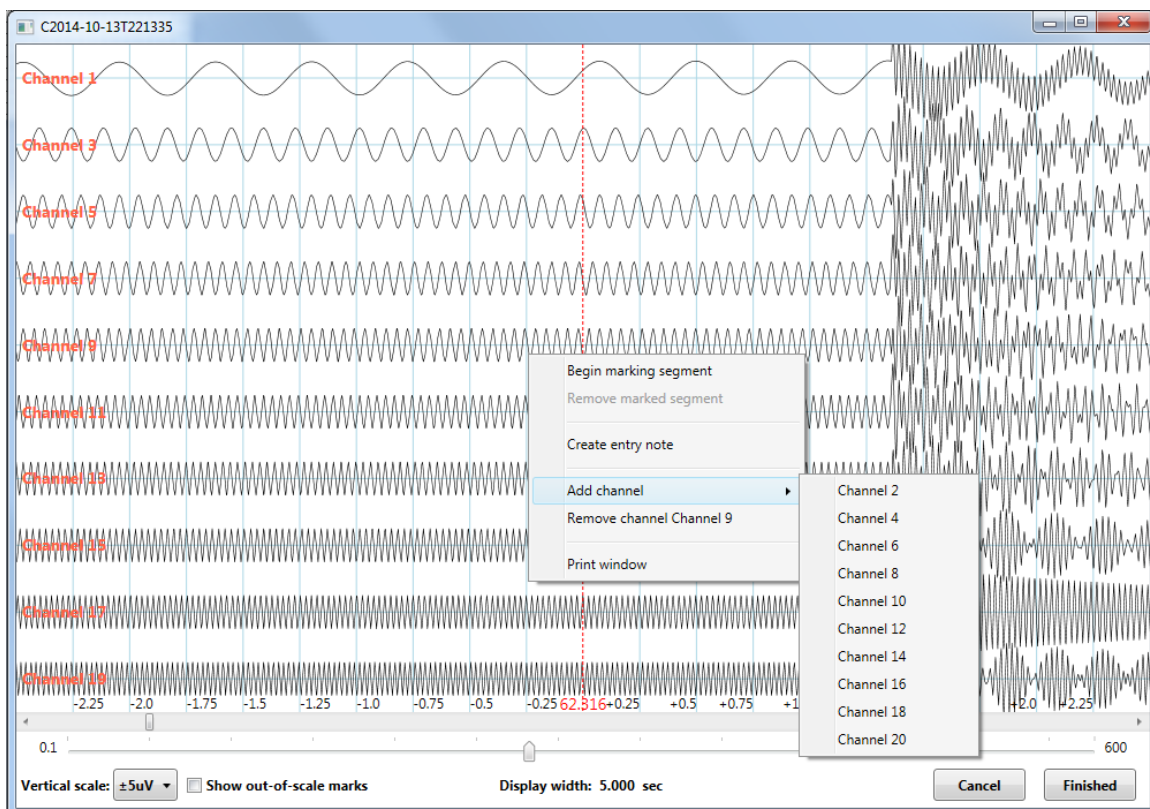 C2014-10-13T221335
Channel 1
Channel 3
Channel 5
Channel 7
Channel 9
Channel 11
Channel 13
Channel 15
Channel 17
Channel 19
Begin marking segment
Remove marked segment
Create entry note
Add channel
Remove channel Channel 9
Print window
Channel 2
Channel 4
Channel 6
Channel 8
Channel 10
Channel 12
Channel 14
Channel 16
Channel 18
Channel 20
-2.25 -2.0 -1.75 -1.5 -1.25 -1.0 -0.75 -0.5 -0.25 62.316 +0.25 +0.5 +0.75 +1 +2.0 +2.25
0.1 600
Vertical scale: ±5uV Show out-of-scale marks Display width: 5.000 sec Cancel Finished